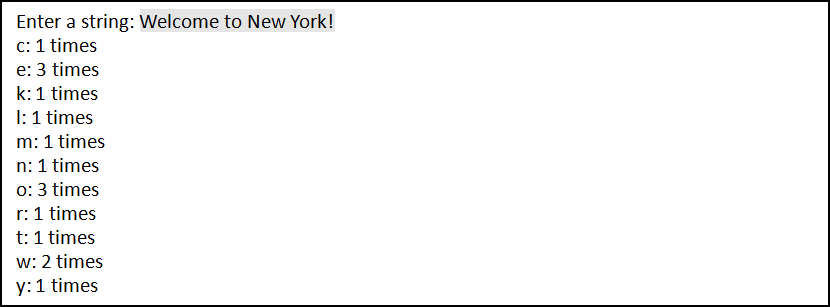 Enter a string: Welcome to New York!
c: 1 times
e: 3 times
k: 1 times
l: 1 times
m: 1 times
n: 1 times
o: 3 times
r: 1 times
t: 1 times
w: 2 times
y: 1 times